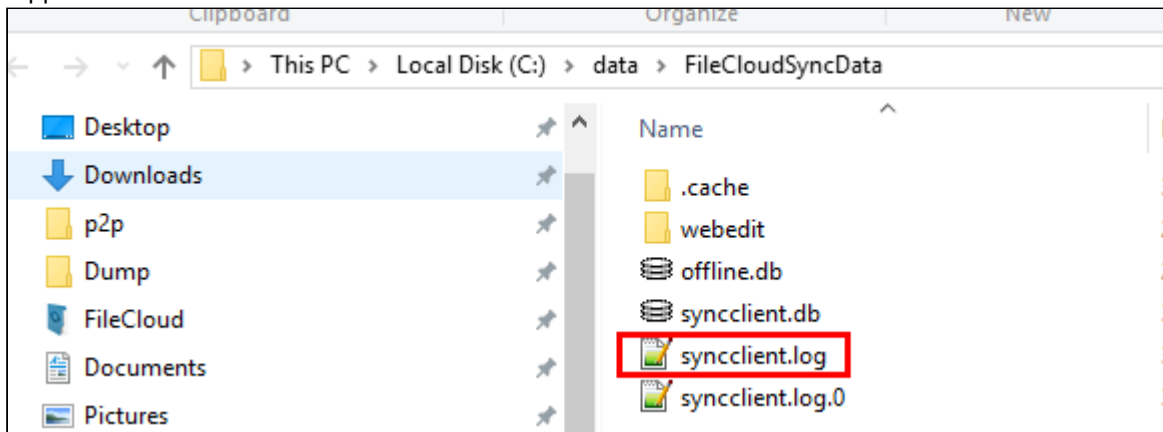 Clipboard Organize New
This PC > Local Disk (C:) > data > FileCloudSyncData
Desktop
Downloads
p2p
Dump
FileCloud
Documents
Pictures
Name
.cache
webedit
offline.db
syncclient.db
syncclient.log
syncclient.log.0